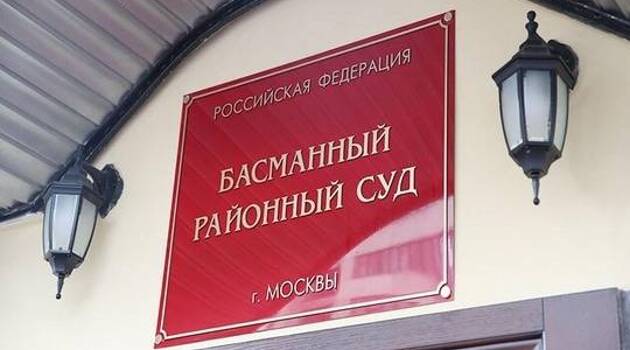 РОССИЙСКАЯ ФЕДЕРАЦИЯ
БАСМАННЫЙ
РАЙОННЫЙ СУД
г. МОСКВЫ